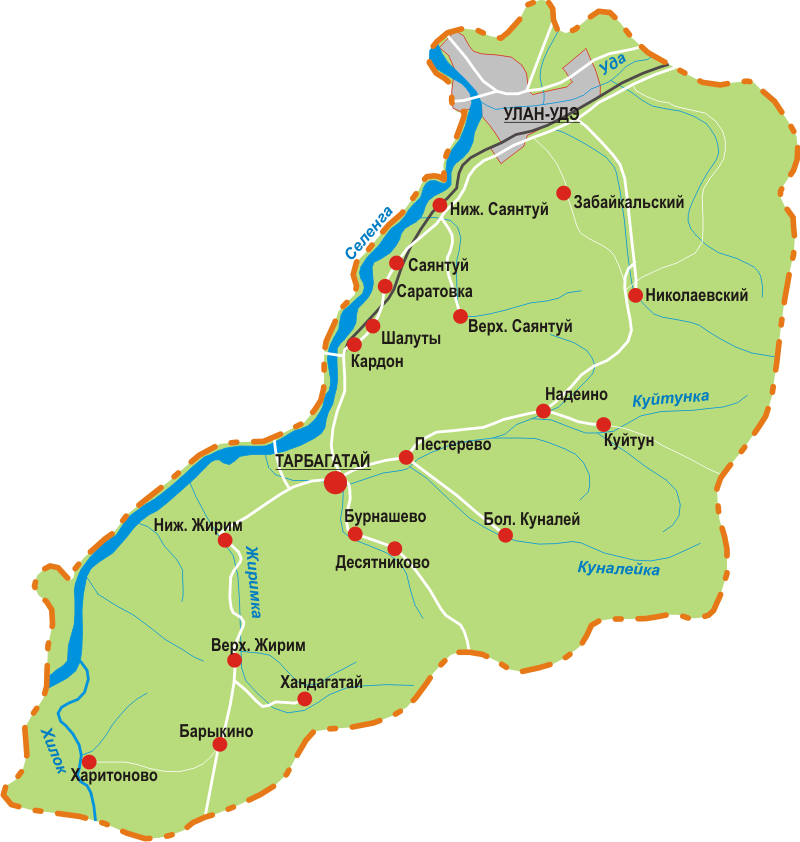 Уда
УЛАН-УДЭ
Забайкальский
Ниж. Саянтуй
Селенга
Саянтуй
Саратовка
Николаевский
Верх. Саянтуй
Шалуты
Кардон
Надеино
Куйтунка
Куйтун
Пестерево
ТАРБАГАТАЙ
Бурнашево
Бол. Куналей
Ниж. Жирим
Десятниково
Куналейка
Жиримка
Верх. Жирим
Хандагатай
Барыкино
Хилок
Харитоново